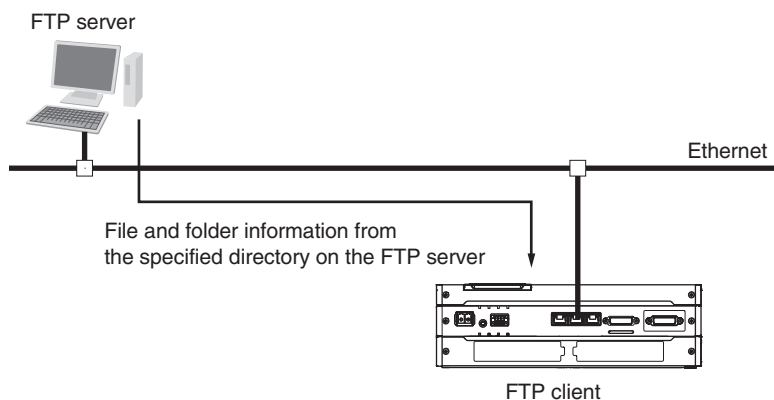 FTP server
Ethernet
File and folder information from
the specified directory on the FTP server
FTP client